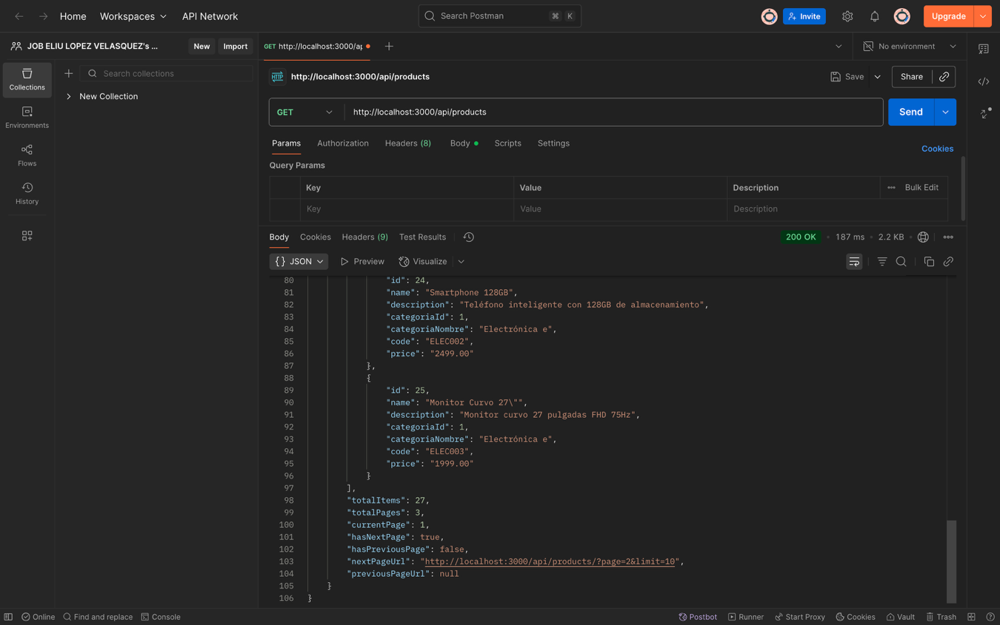 Home Workspaces API Network Search Postman ⌘ K Invite Upgrade
JOB ELIU LOPEZ VELASQUEZ's ... New Import GET http://localhost:3000/ap No environment
Collections
Search collections
New Collection
Environments
Flows
History
HTTP http://localhost:3000/api/products Save Share
GET http://localhost:3000/api/products Send
Params Authorization Headers (8) Body Scripts Settings Cookies
Query Params
Key Value Description Bulk Edit
Key Value Description
Body Cookies Headers (9) Test Results 200 OK • 187 ms • 2.2 KB
{} JSON Preview Visualize
80 "id": 24,
81 "name": "Smartphone 128GB",
82 "description": "Teléfono inteligente con 128GB de almacenamiento",
83 "categoriaId": 1,
84 "categoriaNombre": "Electrónica e",
85 "code": "ELEC002",
86 "price": "2499.00"
87 },
88 {
89 "id": 25,
90 "name": "Monitor Curvo 27\"",
91 "description": "Monitor curvo 27 pulgadas FHD 75Hz",
92 "categoriaId": 1,
93 "categoriaNombre": "Electrónica e",
94 "code": "ELEC003",
95 "price": "1999.00"
96 }
97 ],
98 "totalItems": 27,
99 "totalPages": 3,
100 "currentPage": 1,
101 "hasNextPage": true,
102 "hasPreviousPage": false,
103 "nextPageUrl": "http://localhost:3000/api/products/?page=2&limit=10",
104 "previousPageUrl": null
105 }
106 }
Online Find and replace Console Postbot Runner Start Proxy Cookies Vault Trash